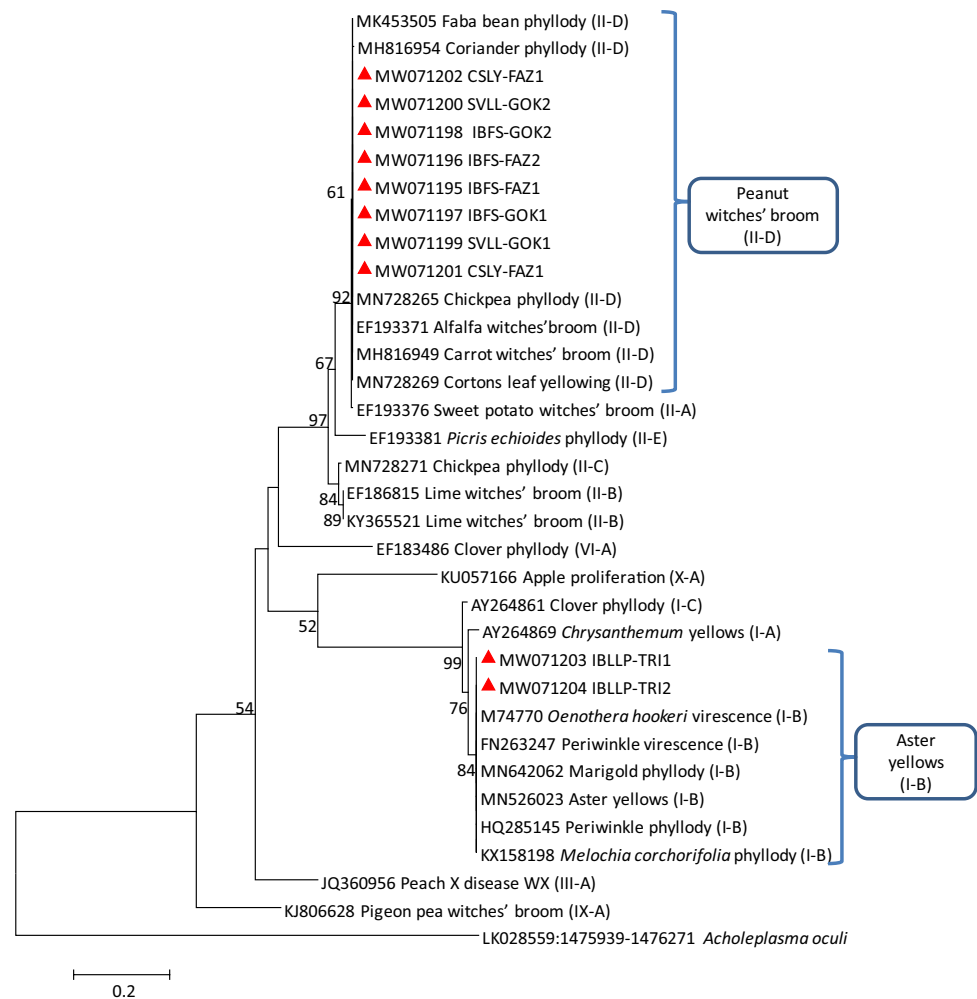 MK453505 Faba bean phyllody (II-D)
MH816954 Coriander phyllody (II-D)
MW071202 CSLY-FAZ1
MW071200 SVLL-GOK2
MW071198 IBFS-GOK2
MW071196 IBFS-FAZ2
61
MW071195 IBFS-FAZ1
MW071197 IBFS-GOK1
MW071199 SVLL-GOK1
MW071201 CSLY-FAZ1
Peanut
witches’ broom
(II-D)
92
MN728265 Chickpea phyllody (II-D)
EF193371 Alfalfa witches’broom (II-D)
MH816949 Carrot witches’ broom (II-D)
67
MN728269 Cortons leaf yellowing (II-D)
EF193376 Sweet potato witches’ broom (II-A)
97
EF193381 Picris echioides phyllody (II-E)
MN728271 Chickpea phyllody (II-C)
84
EF186815 Lime witches’ broom (II-B)
89
KY365521 Lime witches’ broom (II-B)
EF183486 Clover phyllody (VI-A)
KU057166 Apple proliferation (X-A)
52
AY264861 Clover phyllody (I-C)
AY264869 Chrysanthemum yellows (I-A)
99
MW071203 IBLLP-TRI1
MW071204 IBLLP-TRI2
54
76
M74770 Oenothera hookeri virescence (I-B)
FN263247 Periwinkle virescence (I-B)
84
MN642062 Marigold phyllody (I-B)
MN526023 Aster yellows (I-B)
HQ285145 Periwinkle phyllody (I-B)
KX158198 Melochia corchorifolia phyllody (I-B)
Aster
yellows
(I-B)
JQ360956 Peach X disease WX (III-A)
KJ806628 Pigeon pea witches’ broom (IX-A)
LK028559:1475939-1476271 Acholeplasma oculi
0.2